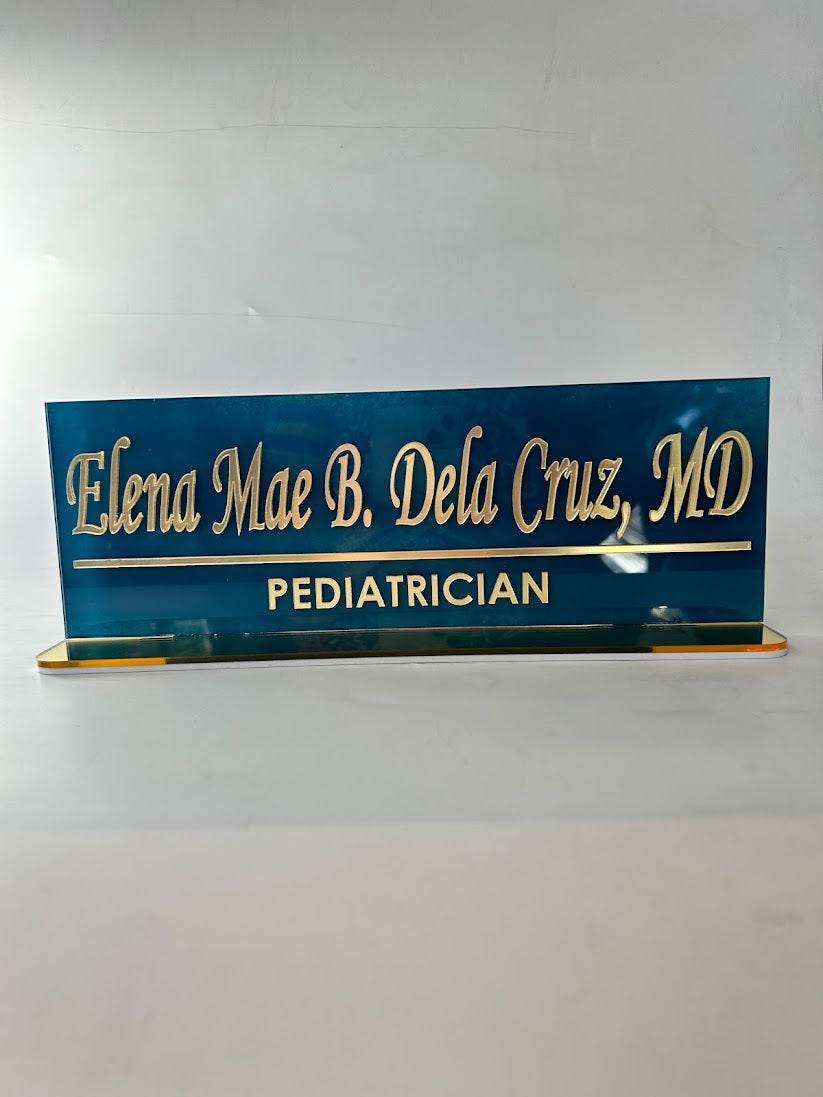 Elena Mae B. Dela Cruz, MD
PEDIATRICIAN